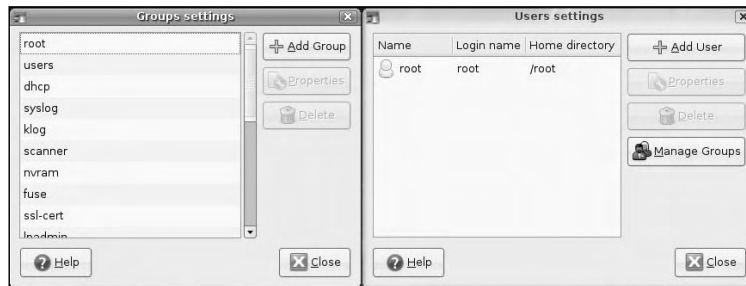 Groups settings
root
users
dhcp
syslog
klog
scanner
nvram
fuse
ssl-cert
lpadmin
Add Group
Properties
Delete
Help
Close
Users settings
Name Login name Home directory
root root /root
Add User
Properties
Delete
Manage Groups
Help
Close